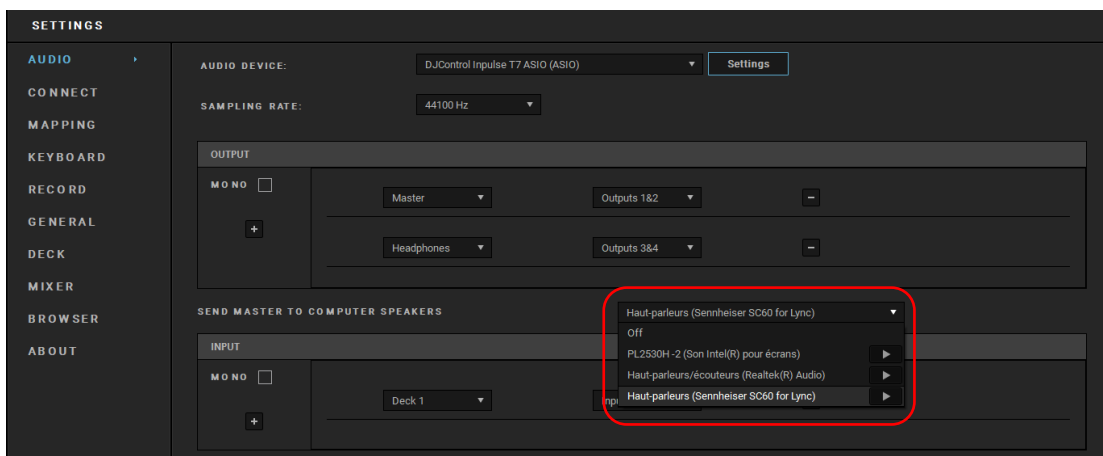 SETTINGS
AUDIO
CONNECT
MAPPING
KEYBOARD
RECORD
GENERAL
DECK
MIXER
BROWSER
ABOUT
AUDIO DEVICE: DJControl Inpulse T7 ASIO (ASIO) Settings
SAMPLING RATE: 44100 Hz
OUTPUT
MONO
Master Outputs 1&2
Headphones Outputs 3&4
SEND MASTER TO COMPUTER SPEAKERS Haut-parleurs (Sennheiser SC60 for Lync)
Off
PL2530H -2 (Son Intel(R) pour écrans)
Haut-parleurs/écouteurs (Realtek(R) Audio)
Haut-parleurs (Sennheiser SC60 for Lync)
INPUT
MONO
Deck 1